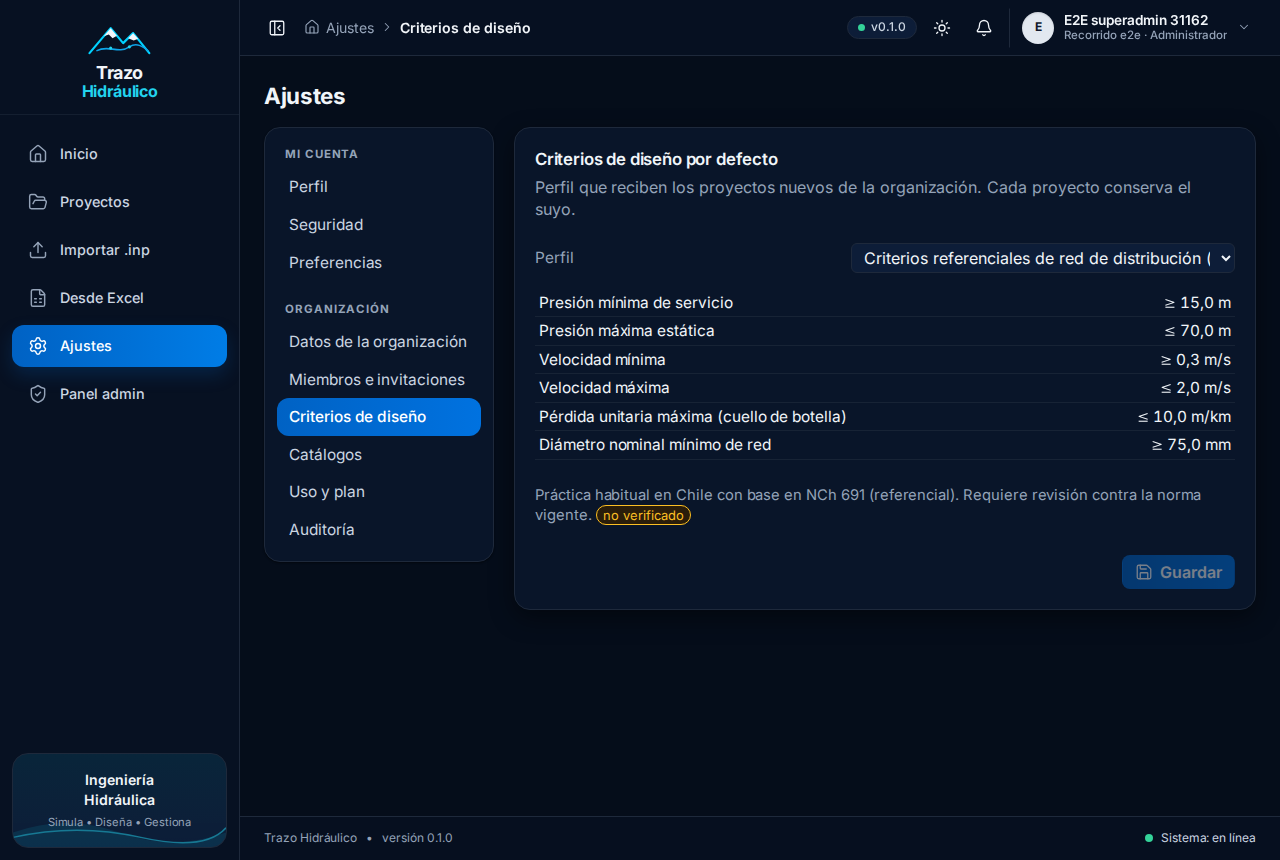 Trazo
Hidráulico
Inicio
Proyectos
Importar .inp
Desde Excel
Ajustes
Panel admin
Ingeniería
Hidráulica
Simula • Diseña • Gestiona
Ajustes
Criterios de diseño
v0.1.0
E
E2E superadmin 31162
Recorrido e2e · Administrador
Ajustes
MI CUENTA
Perfil
Seguridad
Preferencias
ORGANIZACIÓN
Datos de la organización
Miembros e invitaciones
Criterios de diseño
Catálogos
Uso y plan
Auditoría
Criterios de diseño por defecto
Perfil que reciben los proyectos nuevos de la organización. Cada proyecto conserva el
suyo.
Perfil
Criterios referenciales de red de distribución (
Presión mínima de servicio ≥ 15,0 m
Presión máxima estática ≤ 70,0 m
Velocidad mínima ≥ 0,3 m/s
Velocidad máxima ≤ 2,0 m/s
Pérdida unitaria máxima (cuello de botella) ≤ 10,0 m/km
Diámetro nominal mínimo de red ≥ 75,0 mm
Práctica habitual en Chile con base en NCh 691 (referencial). Requiere revisión contra la norma
vigente. no verificado
Guardar
Trazo Hidráulico • versión 0.1.0
Sistema: en línea